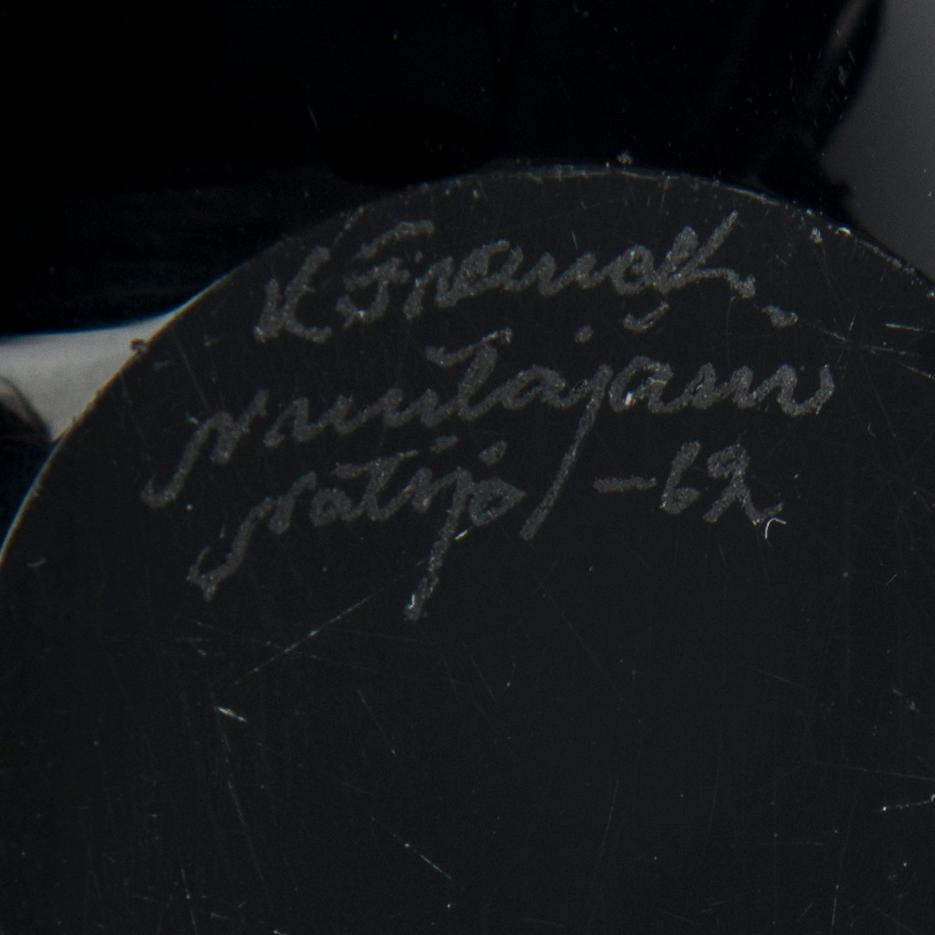 K Franck
Nuutajärvi
Notsjö -62